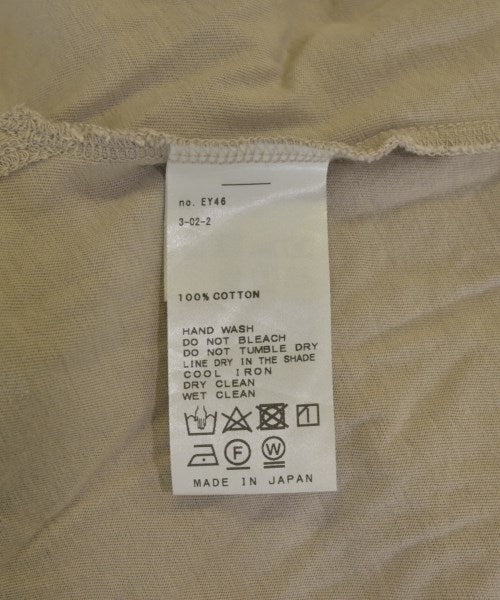 no. EY46
3-02-2
100% COTTON
HAND WASH
DO NOT BLEACH
DO NOT TUMBLE DRY
LINE DRY IN THE SHADE
COOL IRON
DRY CLEAN
WET CLEAN
F W
MADE IN JAPAN